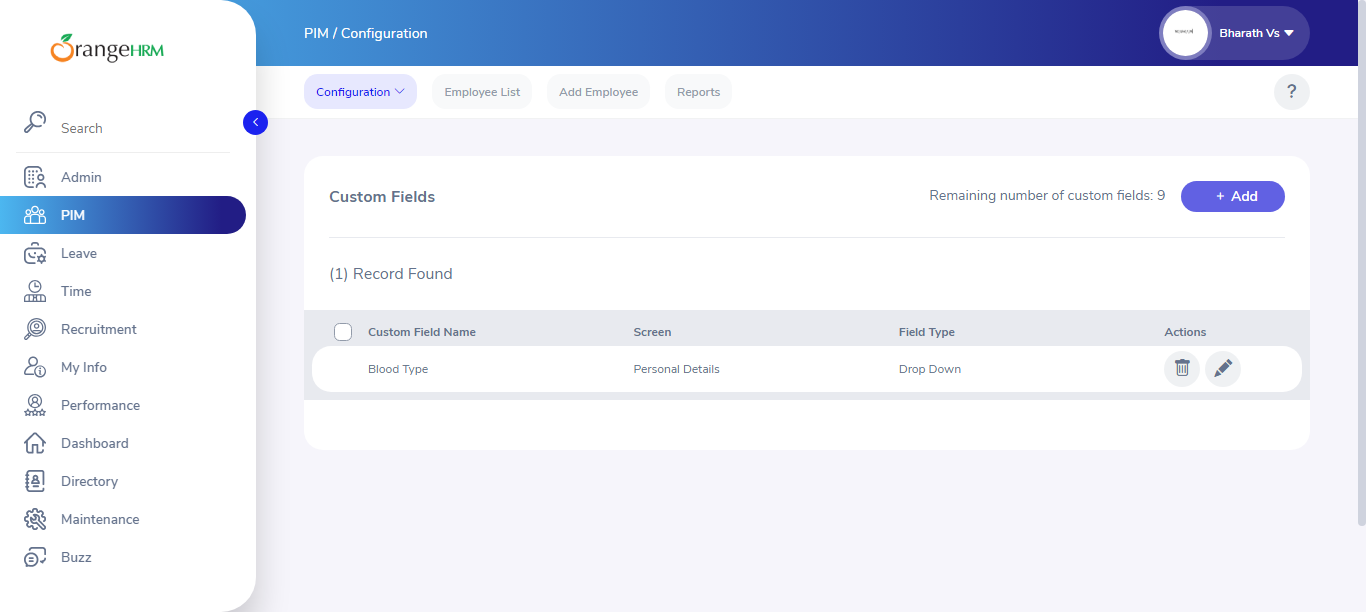 OrangeHRM
Search
Admin
PIM
Leave
Time
Recruitment
My Info
Performance
Dashboard
Directory
Maintenance
Buzz
PIM / Configuration
Bharath Vs
Configuration Employee List Add Employee Reports ?
Custom Fields Remaining number of custom fields: 9 + Add
(1) Record Found
Custom Field Name Screen Field Type Actions
Blood Type Personal Details Drop Down